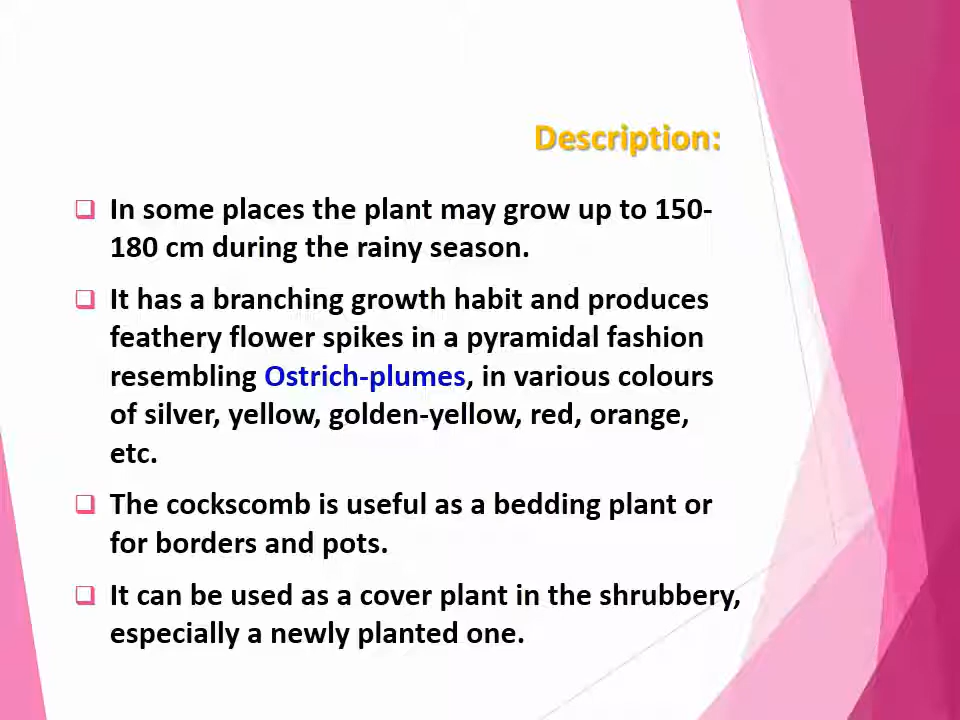 Description:
In some places the plant may grow up to 150-
180 cm during the rainy season.
It has a branching growth habit and produces
feathery flower spikes in a pyramidal fashion
resembling Ostrich-plumes, in various colours
of silver, yellow, golden-yellow, red, orange,
etc.
The cockscomb is useful as a bedding plant or
for borders and pots.
It can be used as a cover plant in the shrubbery,
especially a newly planted one.